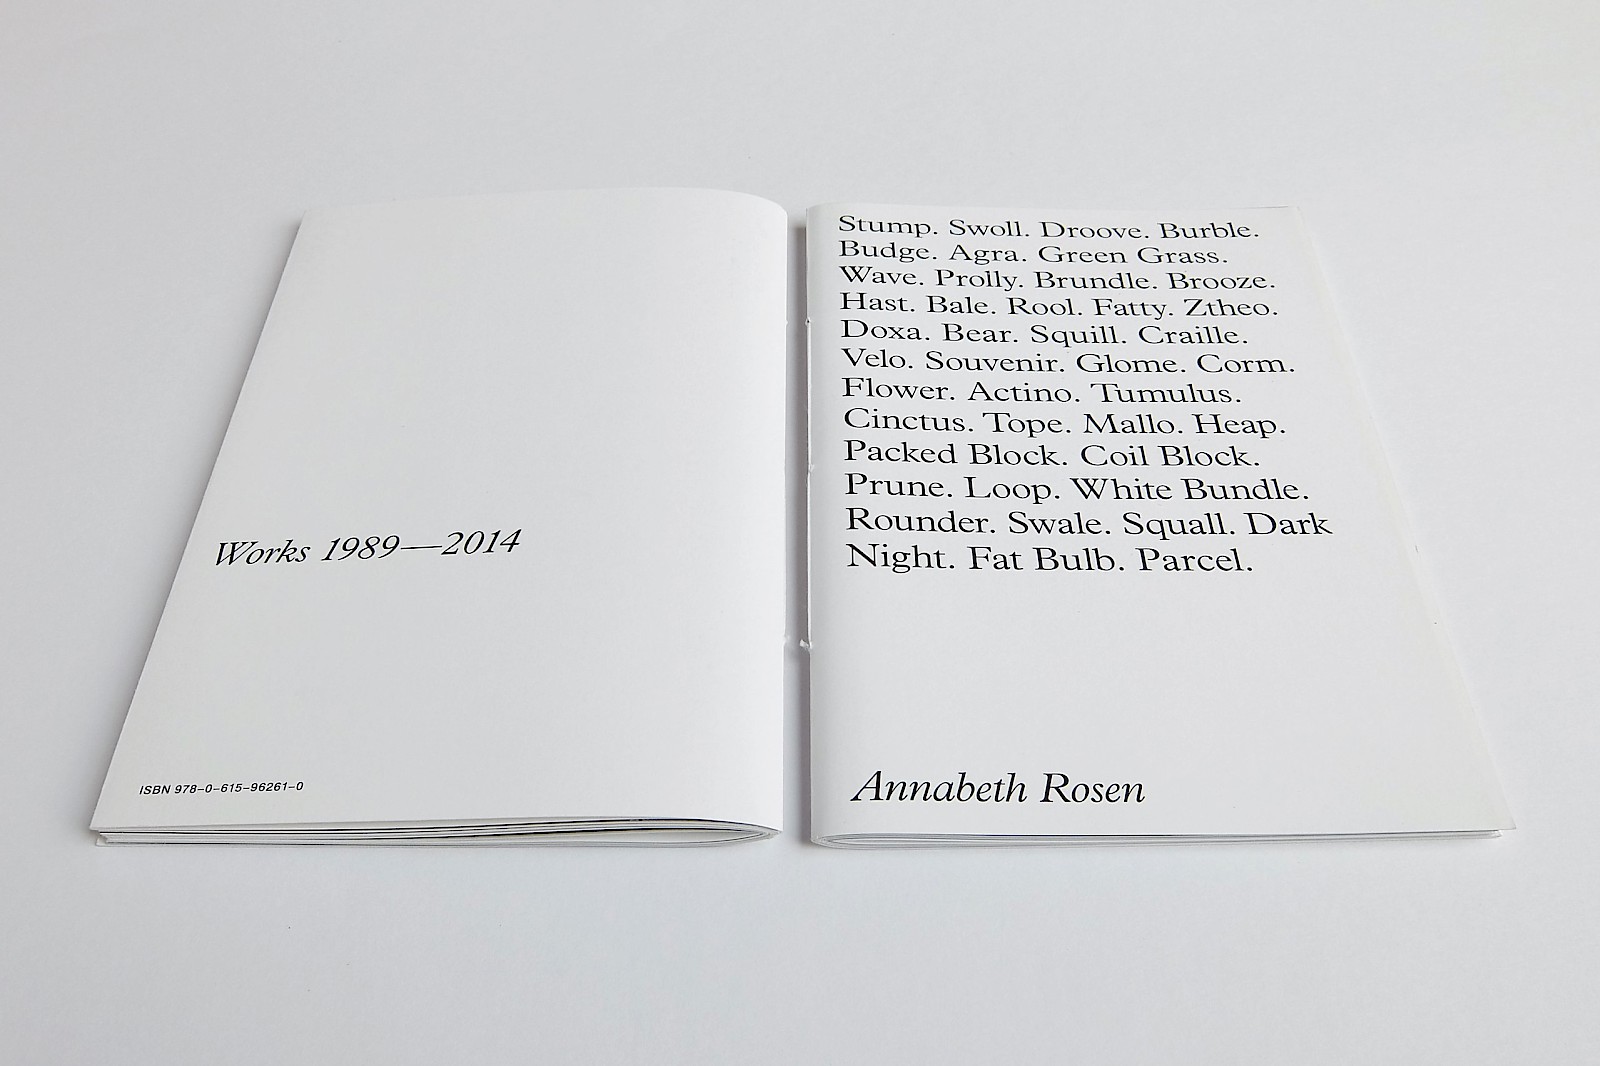 Works 1989—2014
ISBN 978–0–615–96261–0
Stump. Swoll. Droove. Burble.
Budge. Agra. Green Grass.
Wave. Prolly. Brundle. Brooze.
Hast. Bale. Rool. Fatty. Ztheo.
Doxa. Bear. Squill. Craille.
Velo. Souvenir. Glome. Corm.
Flower. Actino. Tumulus.
Cinctus. Tope. Mallo. Heap.
Packed Block. Coil Block.
Prune. Loop. White Bundle.
Rounder. Swale. Squall. Dark
Night. Fat Bulb. Parcel.
Annabeth Rosen